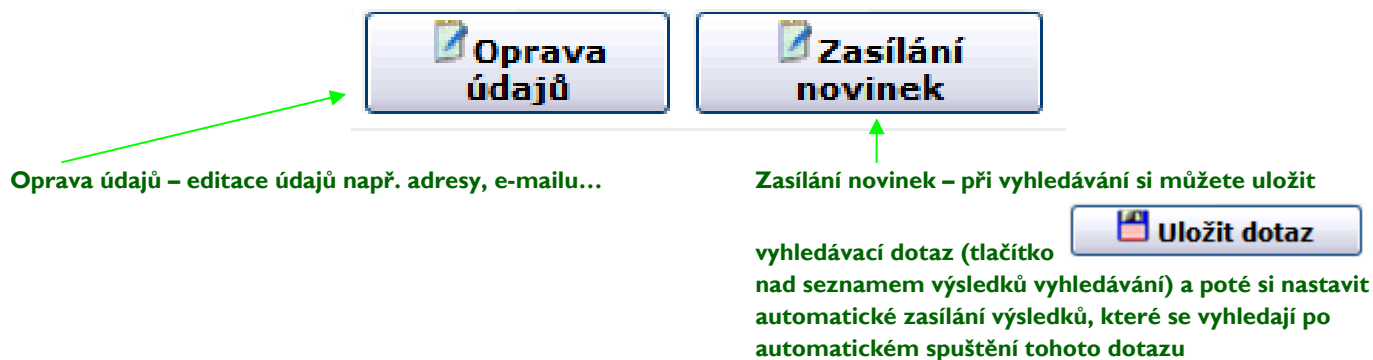 Oprava
údajů
Zasílání
novinek
Oprava údajů – editace údajů např. adresy, e-mailu…
Zasílání novinek – při vyhledávání si můžete uložit
vyhledávací dotaz (tlačítko
Uložit dotaz
nad seznamem výsledků vyhledávání) a poté si nastavit
automatické zasílání výsledků, které se vyhledají po
automatickém spuštění tohoto dotazu